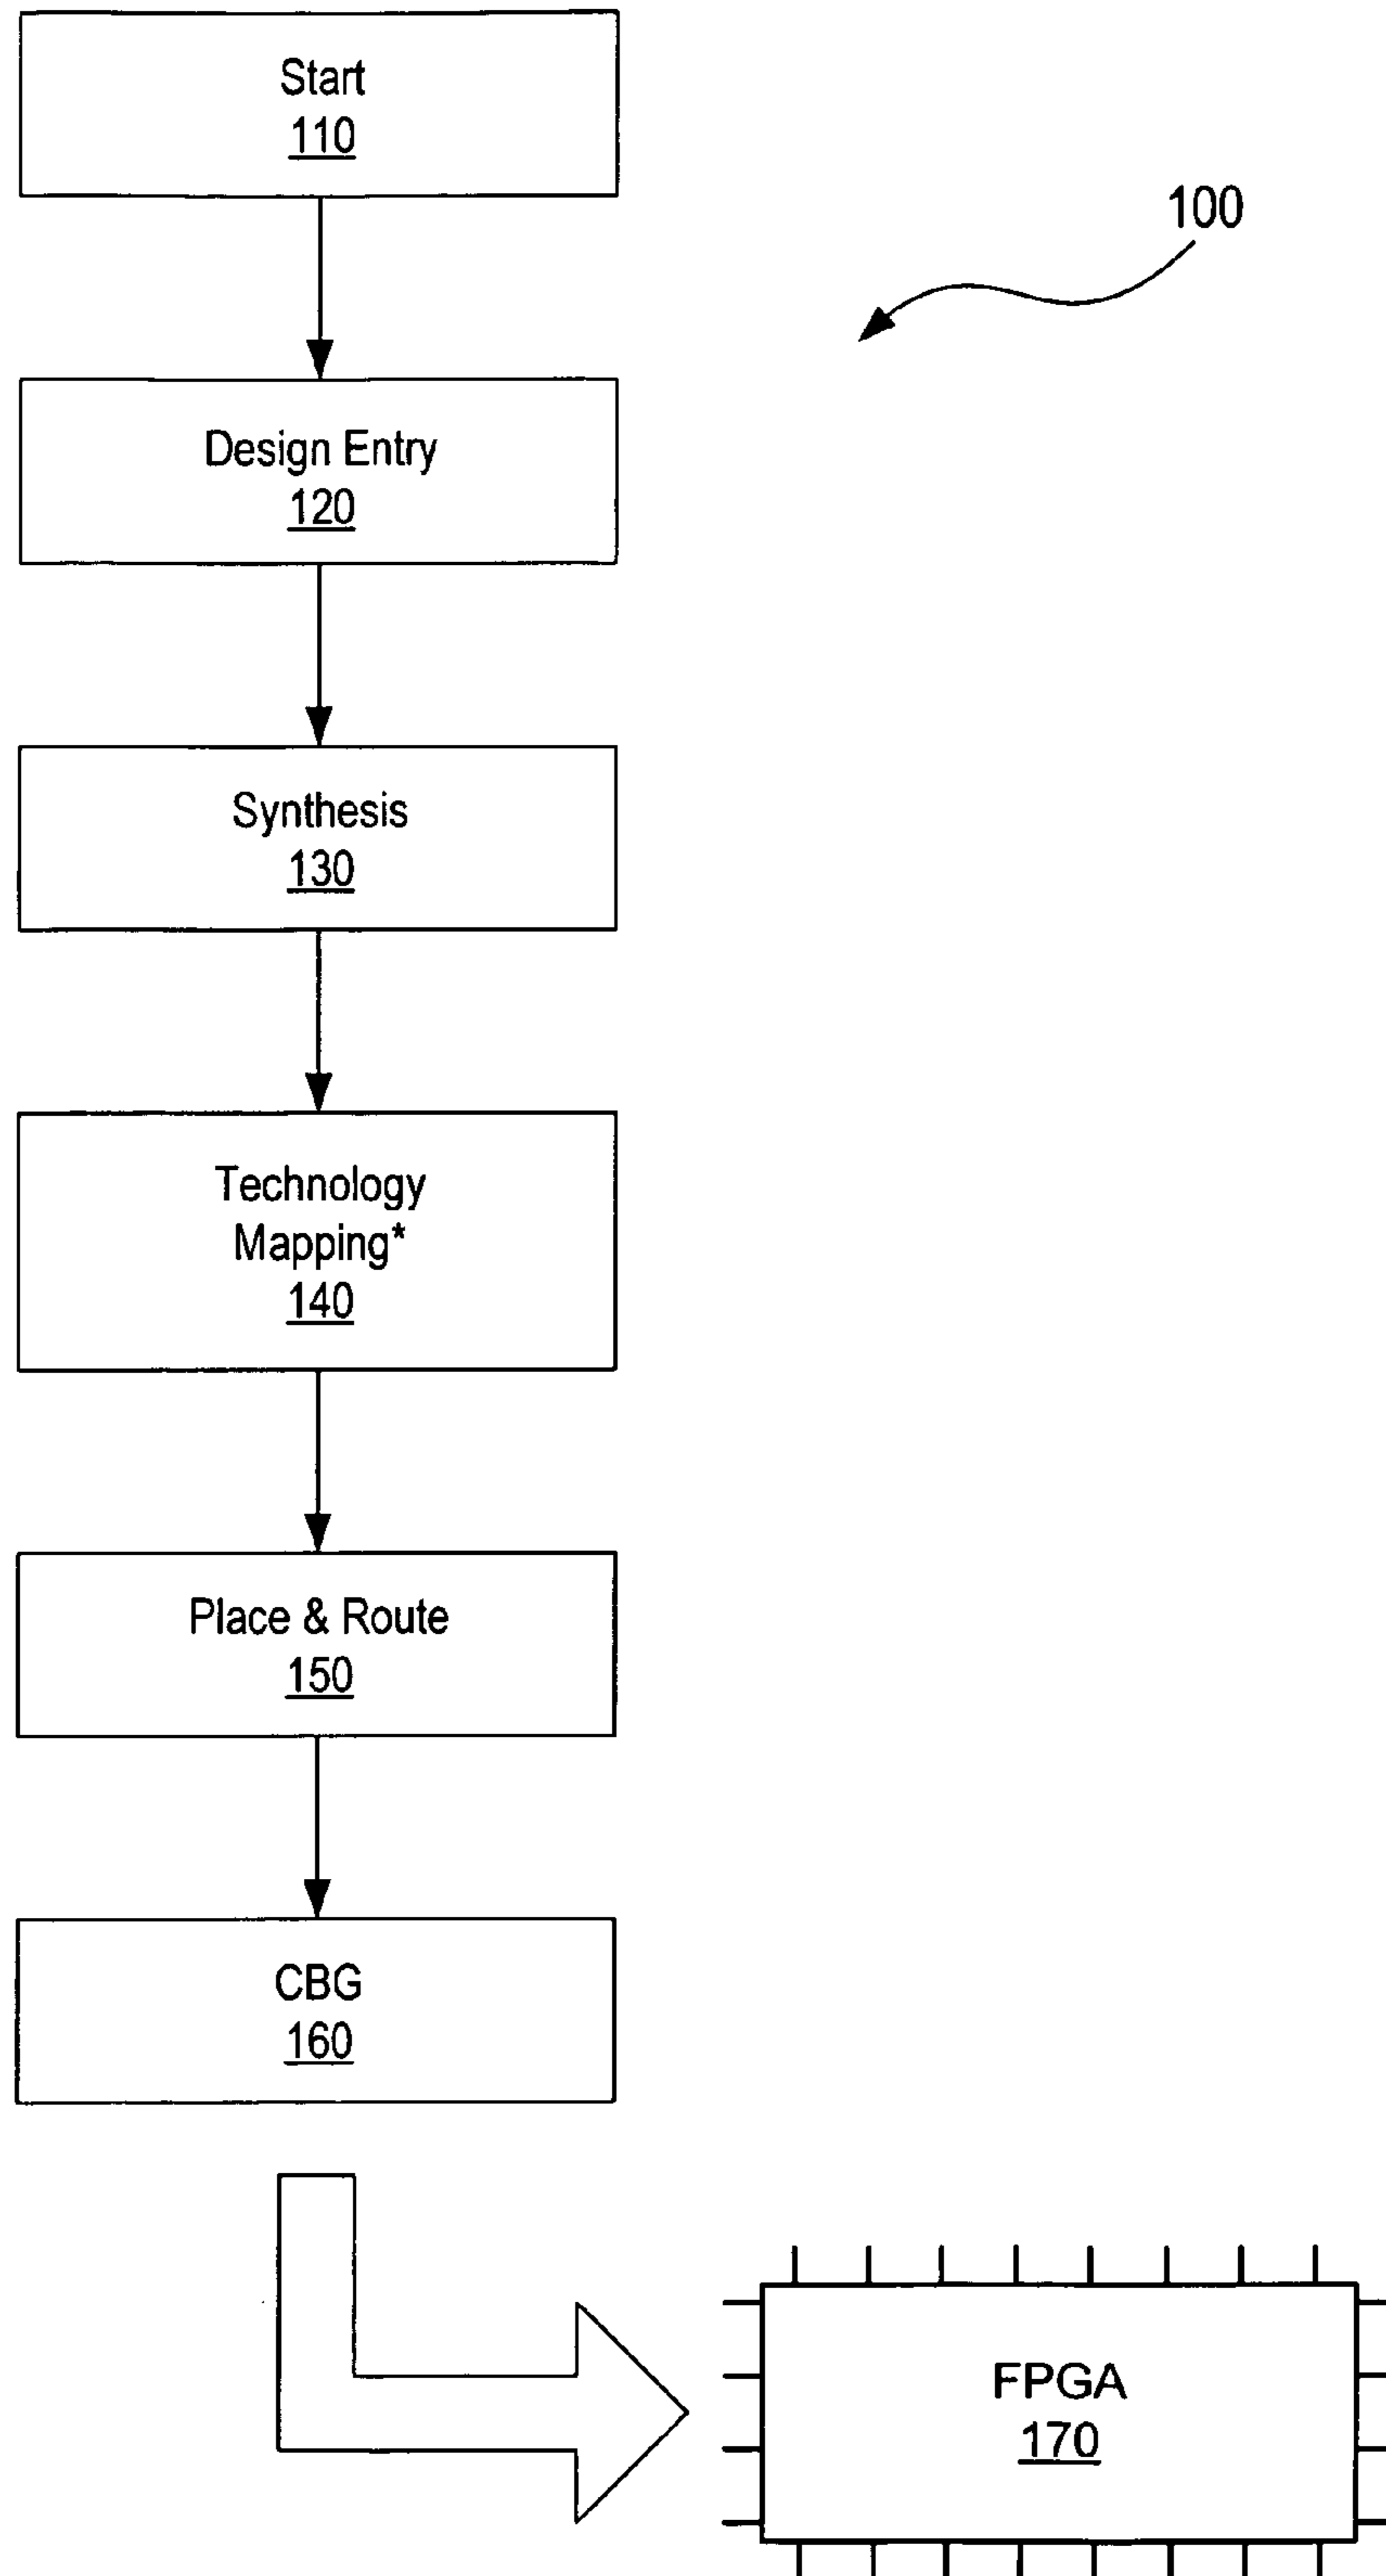 Start
110
100
Design Entry
120
Synthesis
130
Technology
Mapping*
140
Place & Route
150
CBG
160
FPGA
170